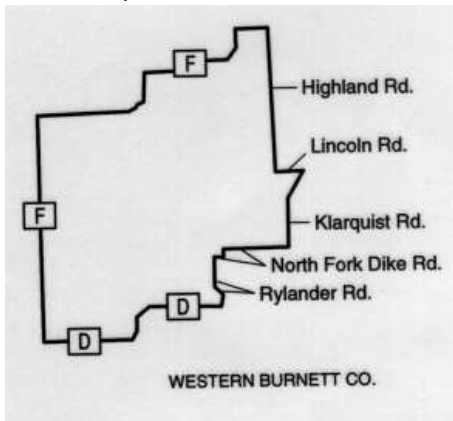 F
Highland Rd.
Lincoln Rd.
F
Klarquist Rd.
North Fork Dike Rd.
Rylander Rd.
D
D
WESTERN BURNETT CO.